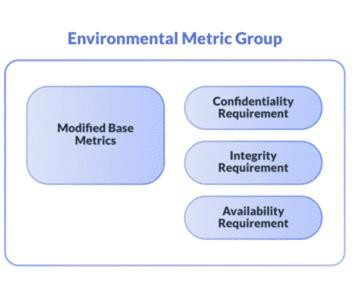 Environmental Metric Group
Modified Base
Metrics
Confidentiality
Requirement
Integrity
Requirement
Availability
Requirement